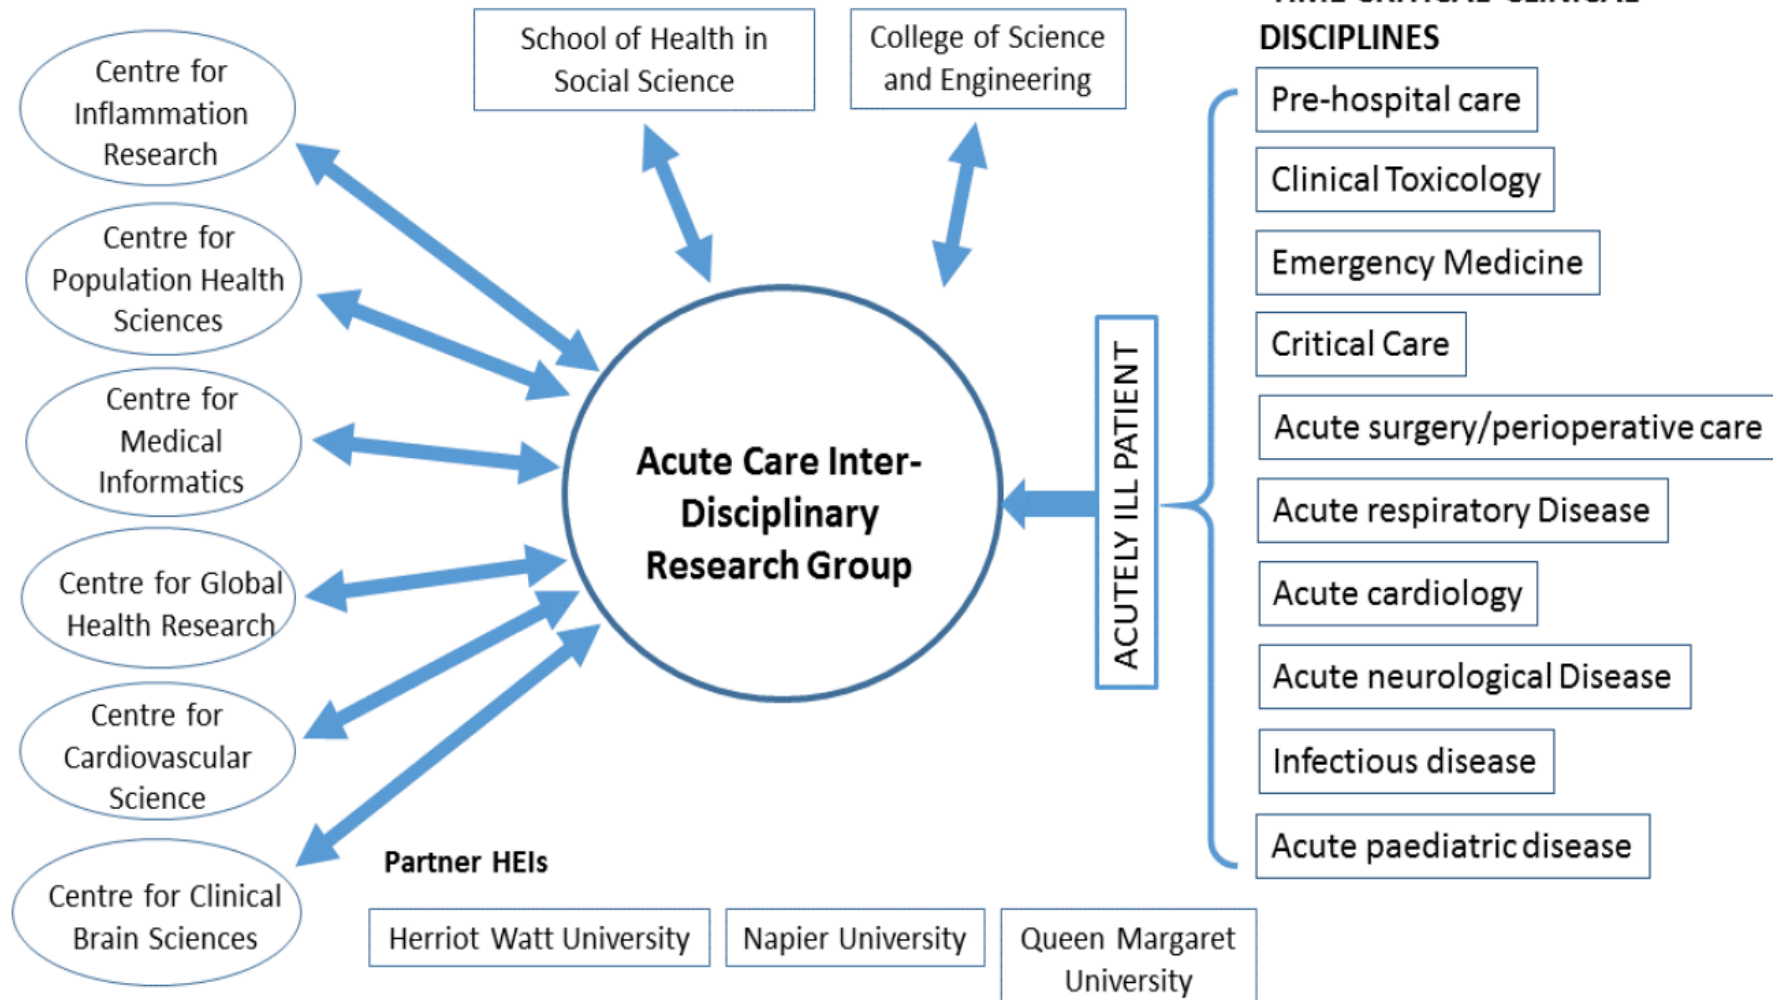 Centre for
Inflammation
Research
Centre for
Population Health
Sciences
Centre for
Medical
Informatics
Centre for Global
Health Research
Centre for
Cardiovascular
Science
Centre for Clinical
Brain Sciences
School of Health in
Social Science
College of Science
and Engineering
Acute Care Inter-
Disciplinary
Research Group
ACUTELY ILL PATIENT
DISCIPLINES
Pre-hospital care
Clinical Toxicology
Emergency Medicine
Critical Care
Acute surgery/perioperative care
Acute respiratory Disease
Acute cardiology
Acute neurological Disease
Infectious disease
Acute paediatric disease
Partner HEIs
Herriot Watt University
Napier University
Queen Margaret
University